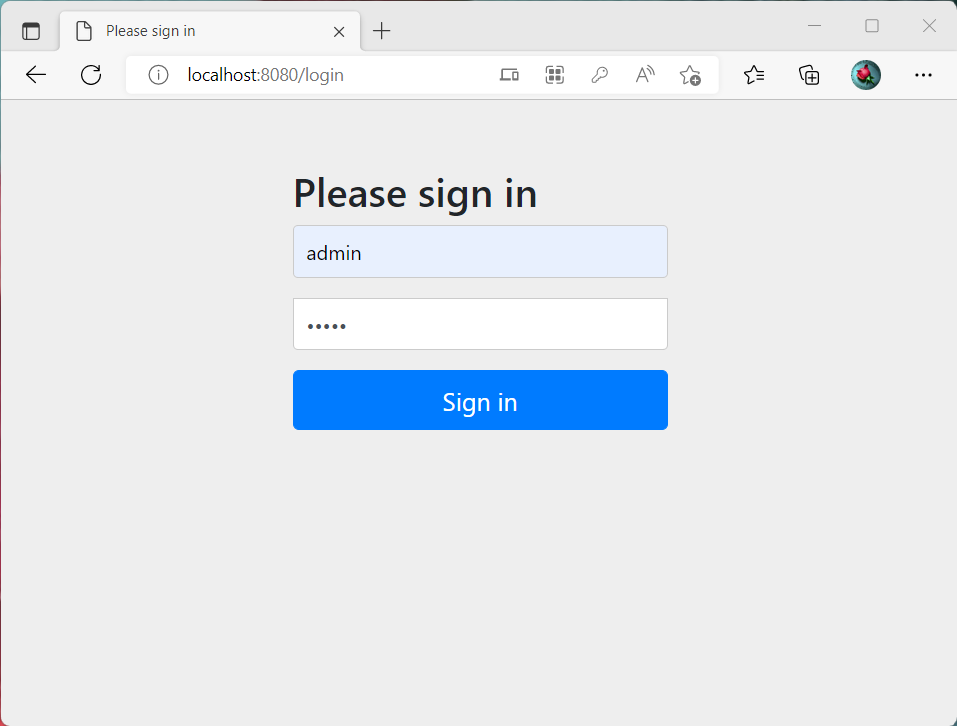 Please sign in
localhost:8080/login
Please sign in
admin
•••••
Sign in